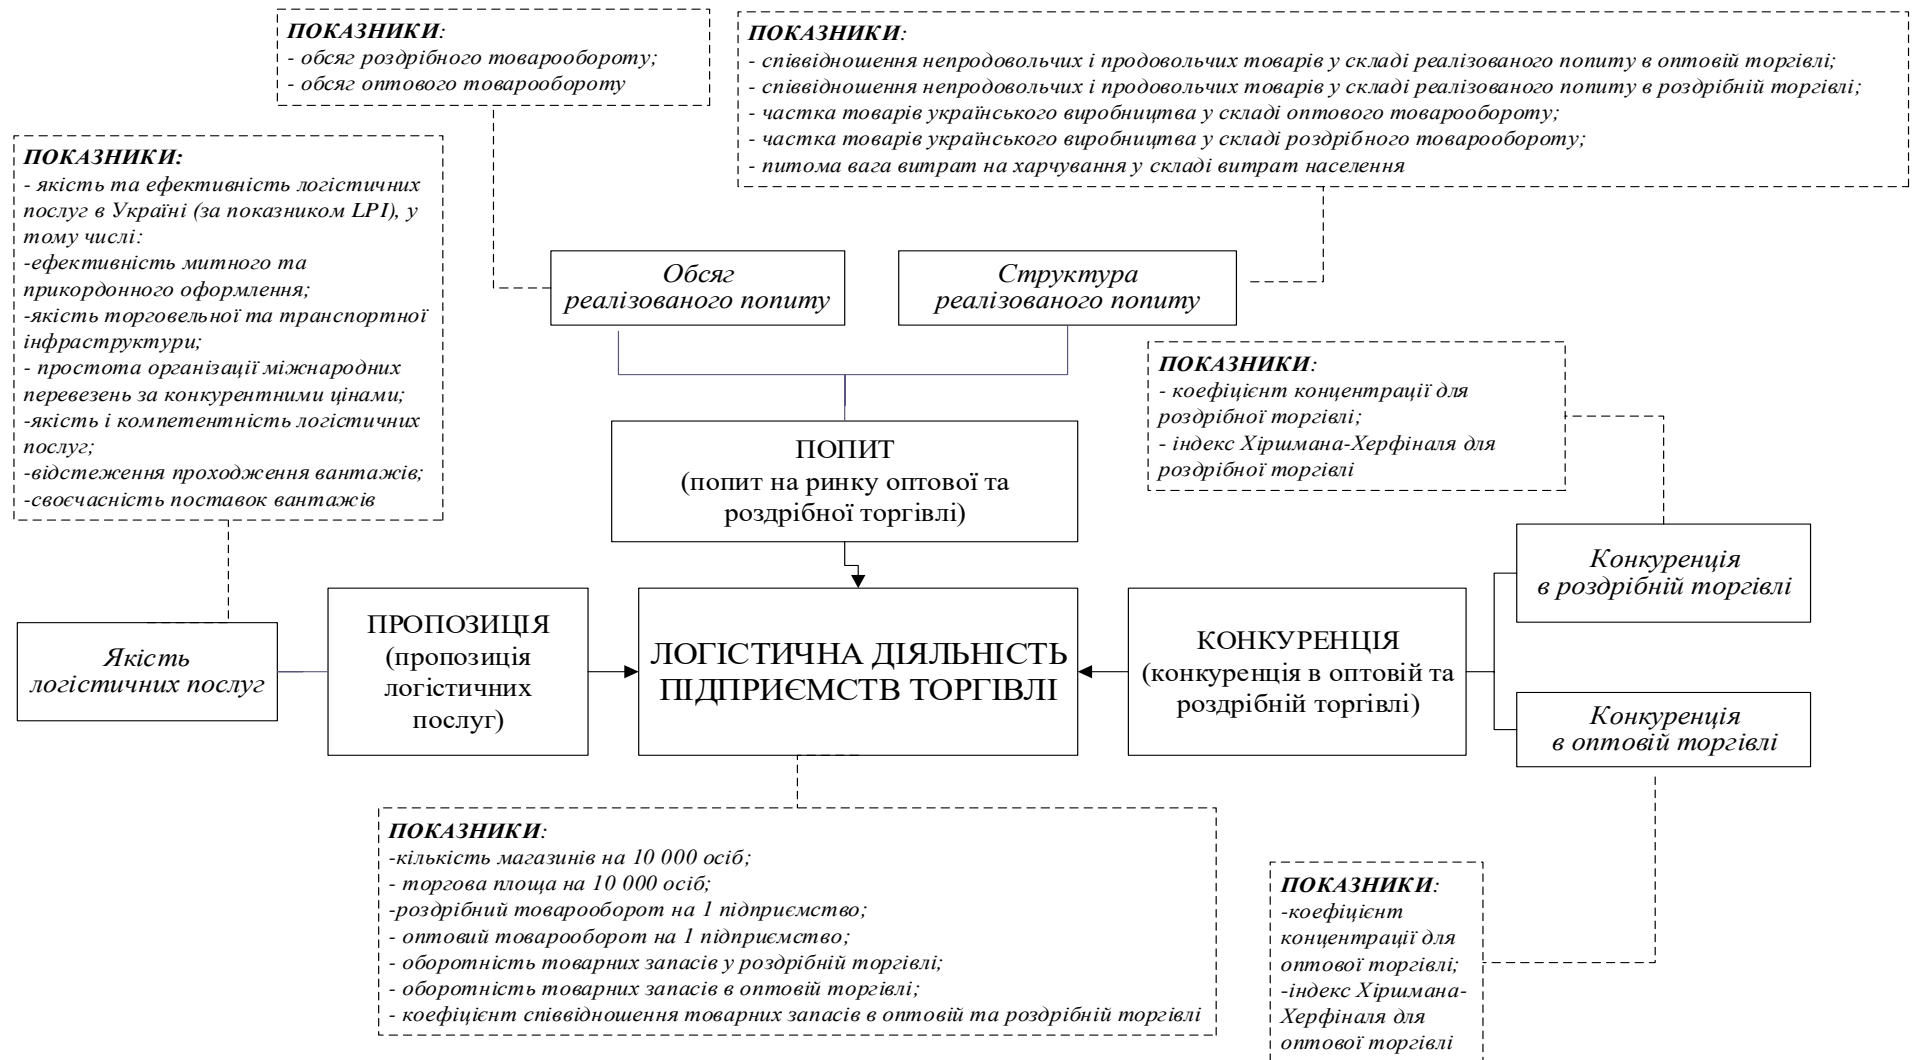 ПОКАЗНИКИ:
- обсяг роздрібного товарообороту;
- обсяг оптового товарообороту
ПОКАЗНИКИ:
- співвідношення непродовольчих і продовольчих товарів у складі реалізованого попиту в оптовій торгівлі;
- співвідношення непродовольчих і продовольчих товарів у складі реалізованого попиту в роздрібній торгівлі;
- частка товарів українського виробництва у складі оптового товарообороту;
- частка товарів українського виробництва у складі роздрібного товарообороту;
- питома вага витрат на харчування у складі витрат населення
ПОКАЗНИКИ:
- якість та ефективність логістичних
послуг в Україні (за показником LPI), у
тому числі:
-ефективність митного та
прикордонного оформлення;
-якість торговельної та транспортної
інфраструктури;
- простота організації міжнародних
перевезень за конкурентними цінами;
-якість і компетентність логістичних
послуг;
-відстеження проходження вантажів;
-своєчасність поставок вантажів
Обсяг
реалізованого попиту
Структура
реалізованого попиту
ПОКАЗНИКИ:
- коефіцієнт концентрації для
роздрібної торгівлі;
- індекс Хіршмана-Херфіналя для
роздрібної торгівлі
ПОПИТ
(попит на ринку оптової та
роздрібної торгівлі)
Якість
логістичних послуг
ПРОПОЗИЦІЯ
(пропозиція
логістичних
послуг)
ЛОГІСТИЧНА ДІЯЛЬНІСТЬ
ПІДПРИЄМСТВ ТОРГІВЛІ
КОНКУРЕНЦІЯ
(конкуренція в оптовій та
роздрібній торгівлі)
Конкуренція
в роздрібній торгівлі
Конкуренція
в оптовій торгівлі
ПОКАЗНИКИ:
-кількість магазинів на 10 000 осіб;
- торгова площа на 10 000 осіб;
-роздрібний товарооборот на 1 підприємство;
- оптовий товарооборот на 1 підприємство;
- оборотність товарних запасів у роздрібній торгівлі;
- оборотність товарних запасів в оптовій торгівлі;
- коефіцієнт співвідношення товарних запасів в оптовій та роздрібній торгівлі
ПОКАЗНИКИ:
-коефіцієнт
концентрації для
оптової торгівлі;
-індекс Хіршмана-
Херфіналя для
оптової торгівлі